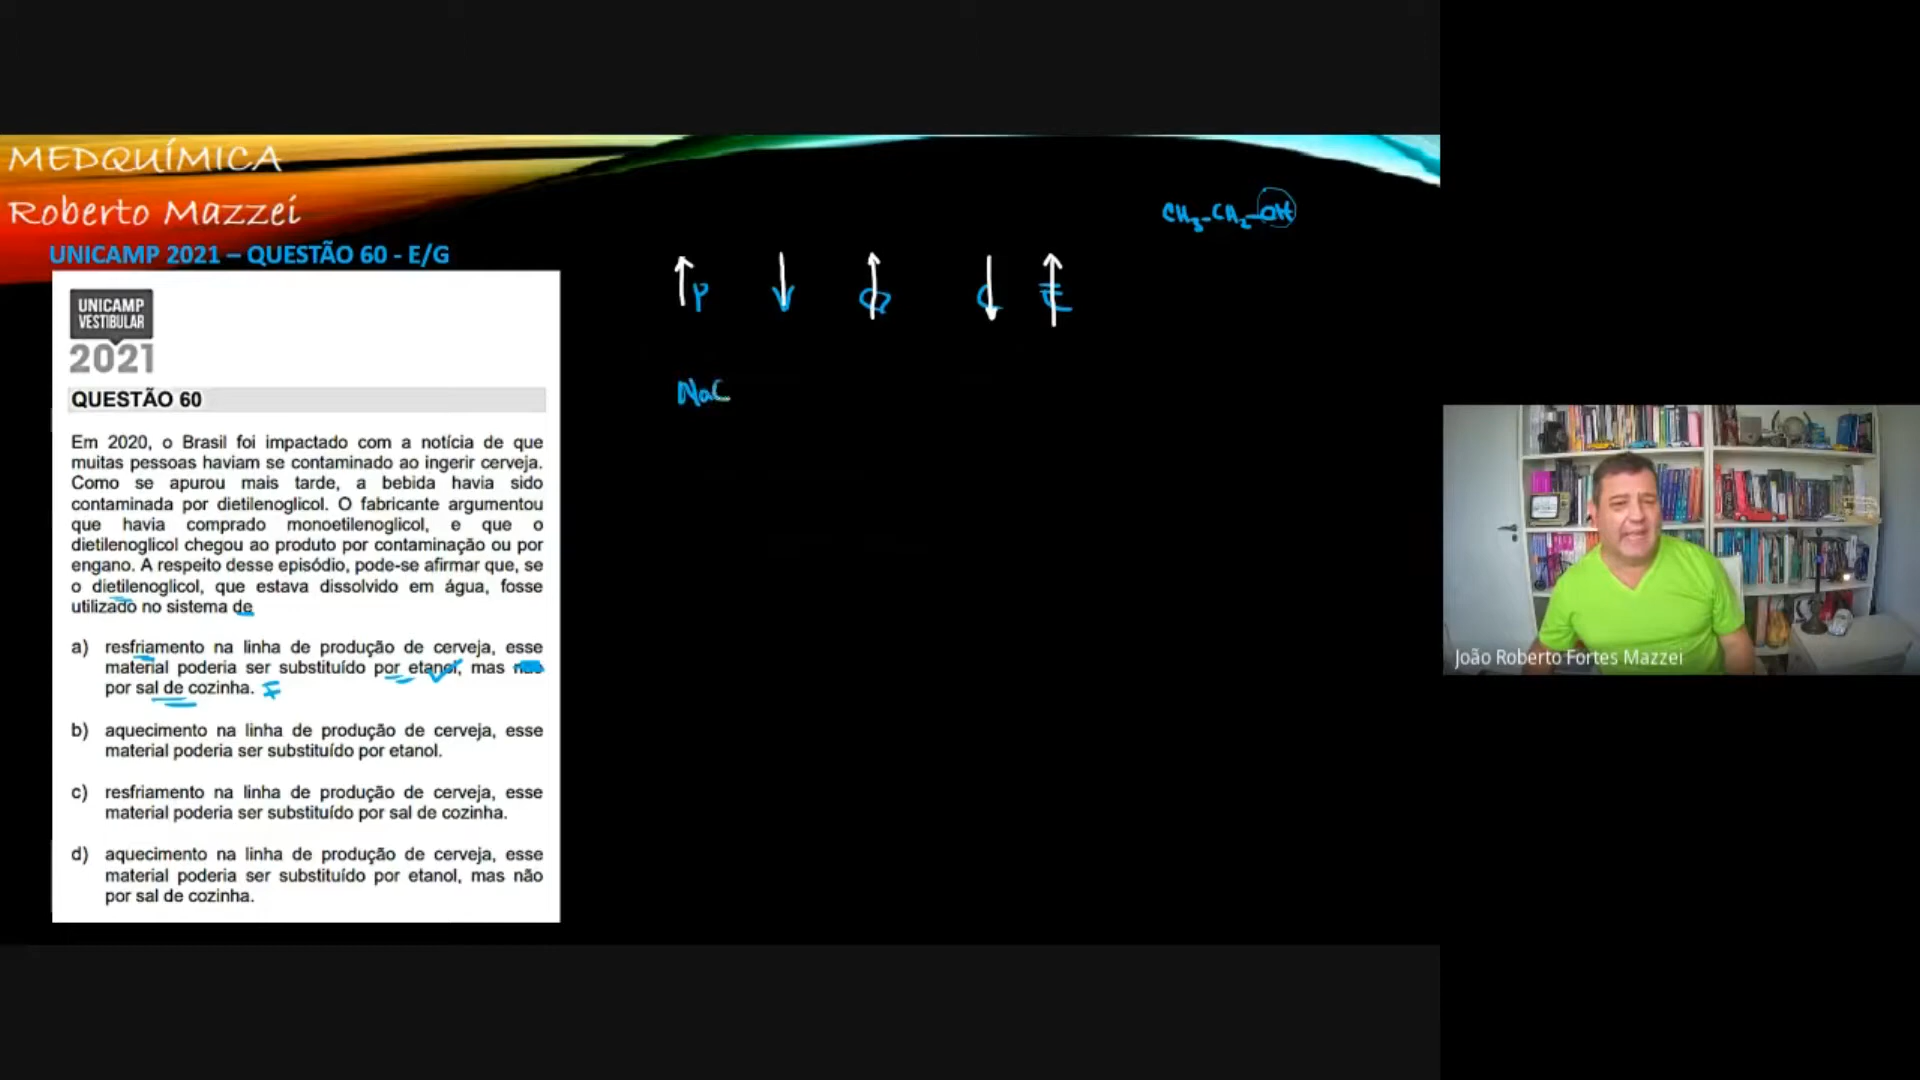 MEDQUÍMICA
Roberto Mazzei
UNICAMP 2021 – QUESTÃO 60 - E/G
UNICAMP
VESTIBULAR
2021
QUESTÃO 60
Em 2020, o Brasil foi impactado com a notícia de que
muitas pessoas haviam se contaminado ao ingerir cerveja.
Como se apurou mais tarde, a bebida havia sido
contaminada por dietilenoglicol. O fabricante argumentou
que havia comprado monoetilenoglicol, e que o
dietilenoglicol chegou ao produto por contaminação ou por
engano. A respeito desse episódio, pode-se afirmar que, se
o dietilenoglicol, que estava dissolvido em água, fosse
utilizado no sistema de
a) resfriamento na linha de produção de cerveja, esse
material poderia ser substituído por etanol, mas não
por sal de cozinha. F
b) aquecimento na linha de produção de cerveja, esse
material poderia ser substituído por etanol.
c) resfriamento na linha de produção de cerveja, esse
material poderia ser substituído por sal de cozinha.
d) aquecimento na linha de produção de cerveja, esse
material poderia ser substituído por etanol, mas não
por sal de cozinha.
CH3-CH2-OH
P V O C E
NaC
João Roberto Fortes Mazzei